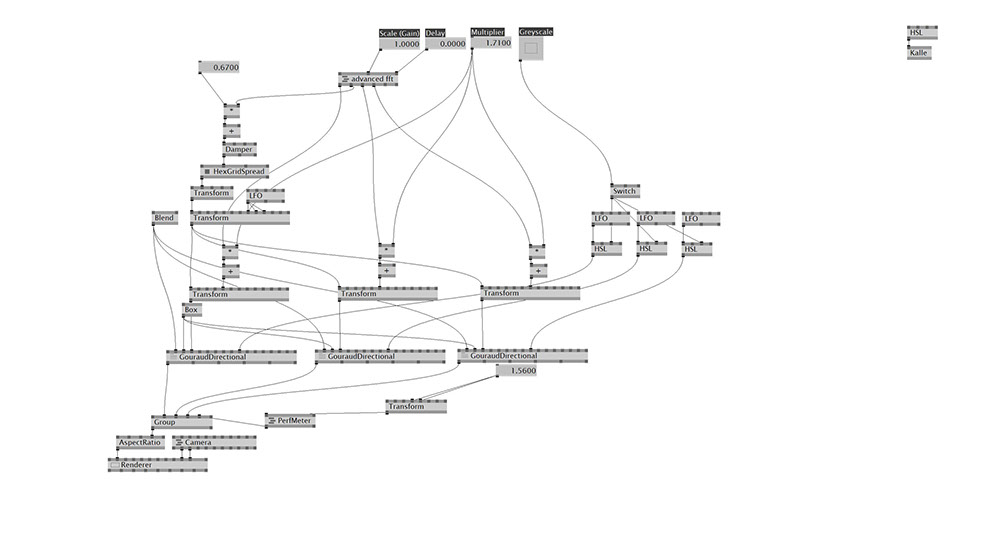 Scale (Gain) Delay Multiplier Greyscale
HSL
1.0000 0.0000 1.7100
Kalle
0.6700
advanced fft
*
+
Damper
HexGridSpread
Transform LFO Switch
Blend Transform LFO LFO LFO
* * * HSL HSL HSL
+ + +
Transform Transform Transform
Box
GouraudDirectional GouraudDirectional GouraudDirectional
1.5600
Transform
Group PerfMeter
AspectRatio Camera
Renderer